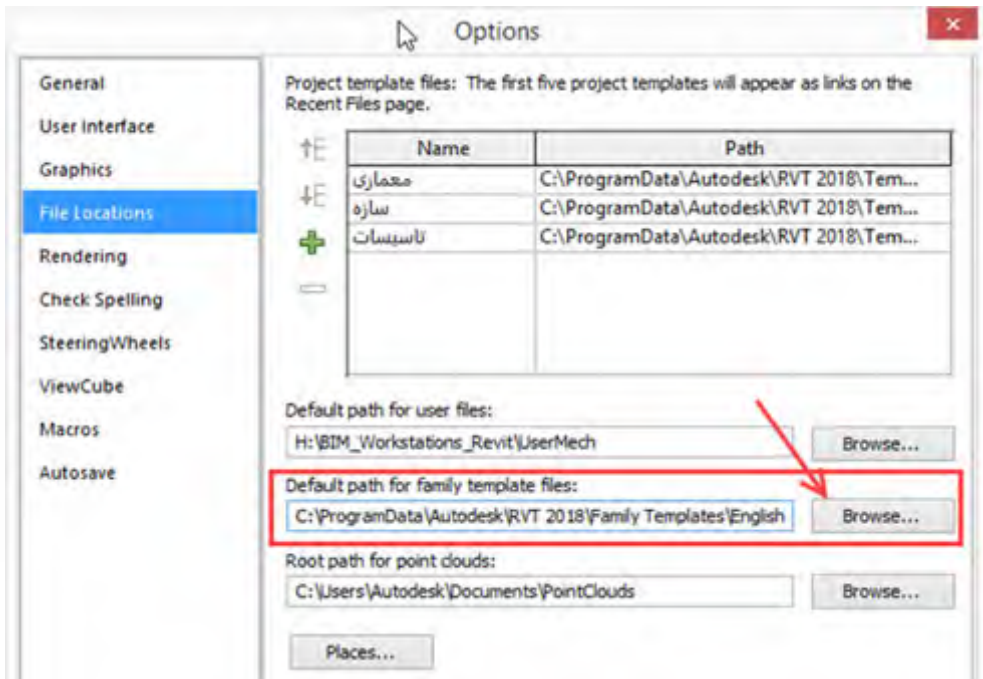 Options
General
User Interface
Graphics
File Locations
Rendering
Check Spelling
SteeringWheels
ViewCube
Macros
Autosave
Project template files: The first five project templates will appear as links on the
Recent Files page.
Name Path
معماری C:\ProgramData\Autodesk\RVT 2018\Tem...
سازه C:\ProgramData\Autodesk\RVT 2018\Tem...
تاسیسات C:\ProgramData\Autodesk\RVT 2018\Tem...
Default path for user files:
H:\BIM_Workstations_Revit\UserMech Browse...
Default path for family template files:
C:\ProgramData\Autodesk\RVT 2018\Family Templates\English Browse...
Root path for point clouds:
C:\Users\Autodesk\Documents\PointClouds Browse...
Places...